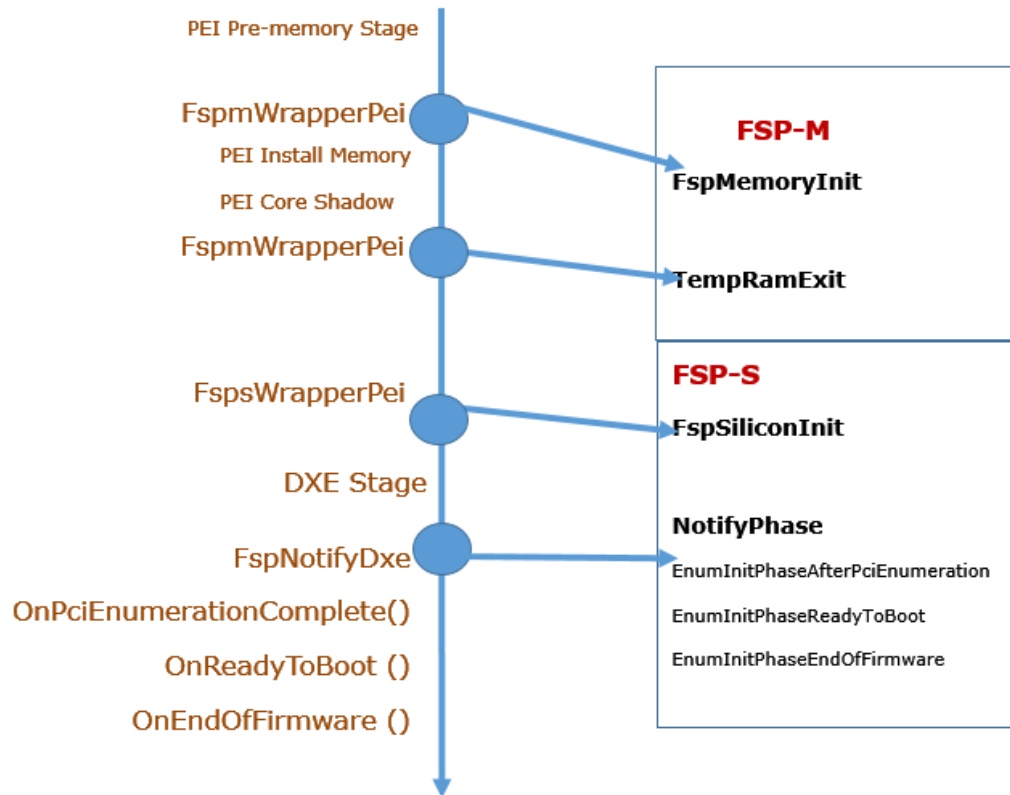 PEI Pre-memory Stage
FspmWrapperPei
PEI Install Memory
PEI Core Shadow
FspmWrapperPei
FspsWrapperPei
DXE Stage
FspNotifyDxe
OnPciEnumerationComplete()
OnReadyToBoot ()
OnEndOfFirmware ()
FSP-M
FspMemoryInit
TempRamExit
FSP-S
FspSiliconInit
NotifyPhase
EnumInitPhaseAfterPciEnumeration
EnumInitPhaseReadyToBoot
EnumInitPhaseEndOfFirmware